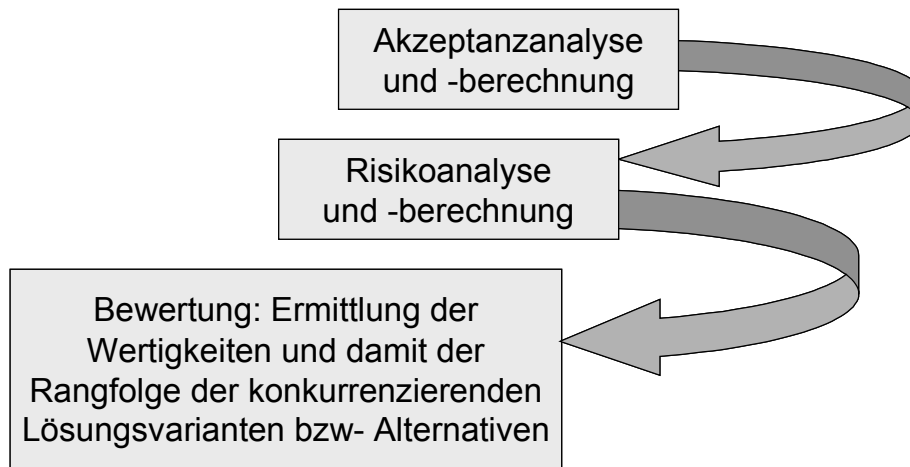 Akzeptanzanalyse
und -berechnung
Risikoanalyse
und -berechnung
Bewertung: Ermittlung der
Wertigkeiten und damit der
Rangfolge der konkurrenzierenden
Lösungsvarianten bzw- Alternativen